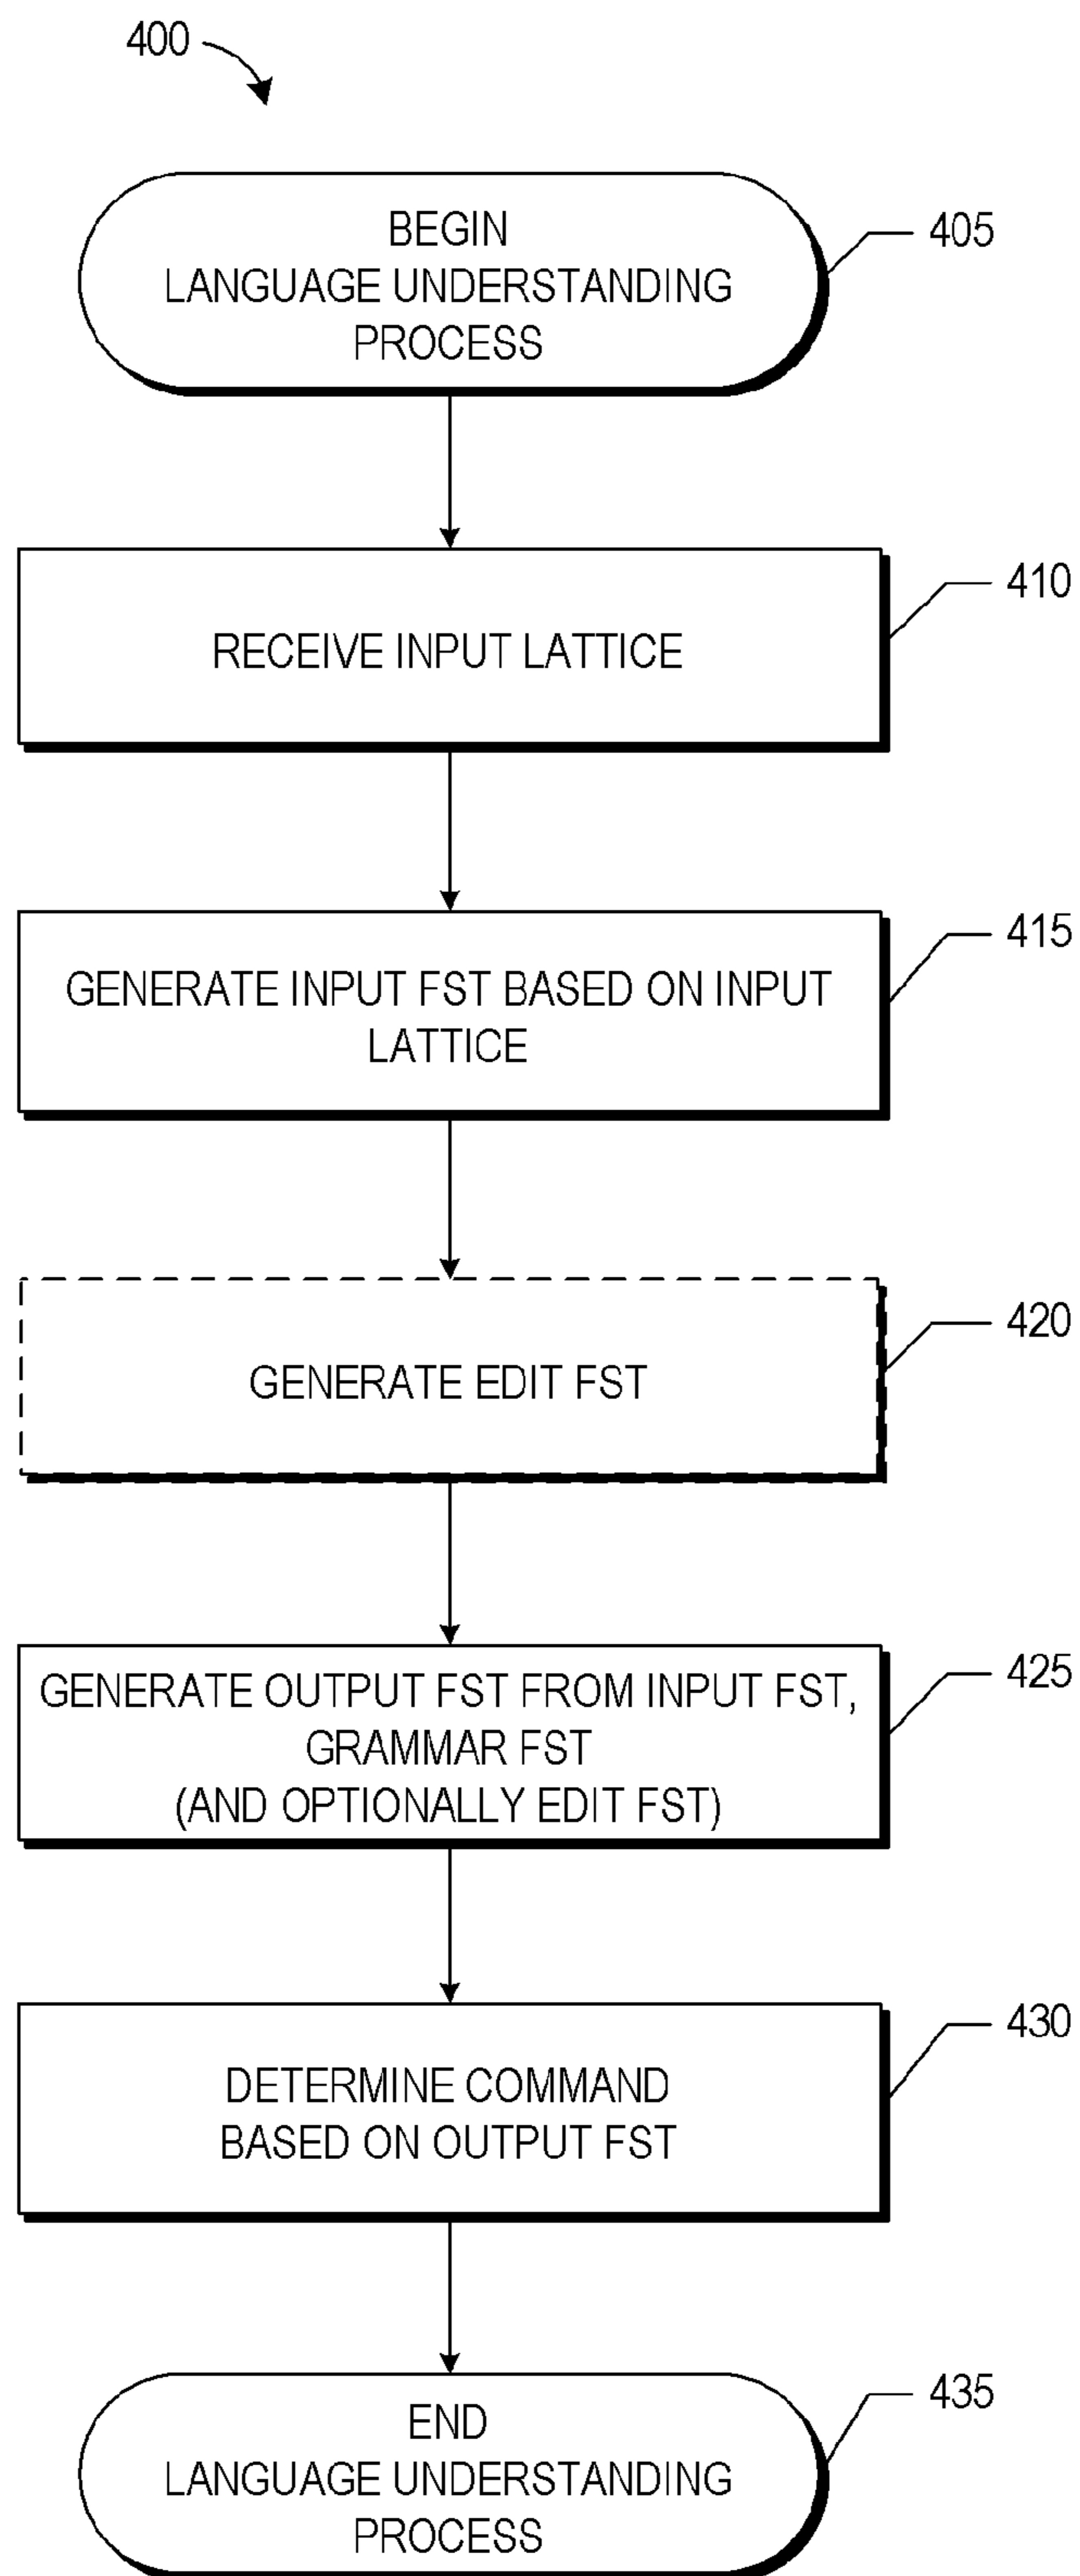 400
BEGIN
LANGUAGE UNDERSTANDING
PROCESS
405
RECEIVE INPUT LATTICE
410
GENERATE INPUT FST BASED ON INPUT
LATTICE
415
GENERATE EDIT FST
420
GENERATE OUTPUT FST FROM INPUT FST,
GRAMMAR FST
(AND OPTIONALLY EDIT FST)
425
DETERMINE COMMAND
BASED ON OUTPUT FST
430
END
LANGUAGE UNDERSTANDING
PROCESS
435